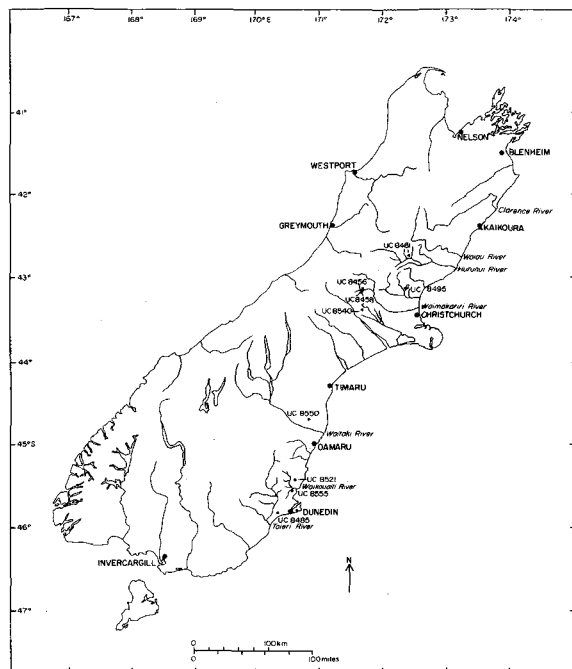 167° 168° 169° 170°E 171° 172° 173° 174°
41°
NELSON
BLENHEIM
WESTPORT
42°
Clarence River
GREYMOUTH
KAIKOURA
UC 8461
Waiau River
Hurunui River
43°
UC 8456
UC 8495
UC 8458
Waimakariri River
UC 8540
CHRISTCHURCH
44°
TIMARU
UC 8550
Waitaki River
45°S
OAMARU
UC 8521
Waikouaiti River
UC 8555
DUNEDIN
46°
UC 8485
Taieri River
INVERCARGILL
N
47°
0 100km
0 100miles